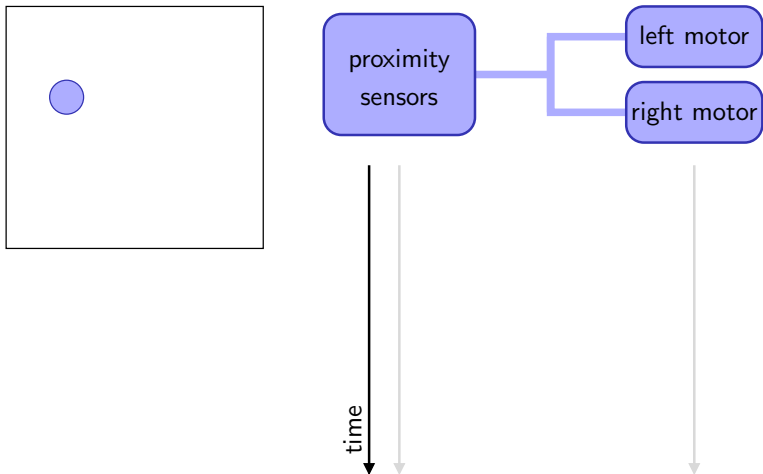 proximity
sensors
left motor
right motor
time